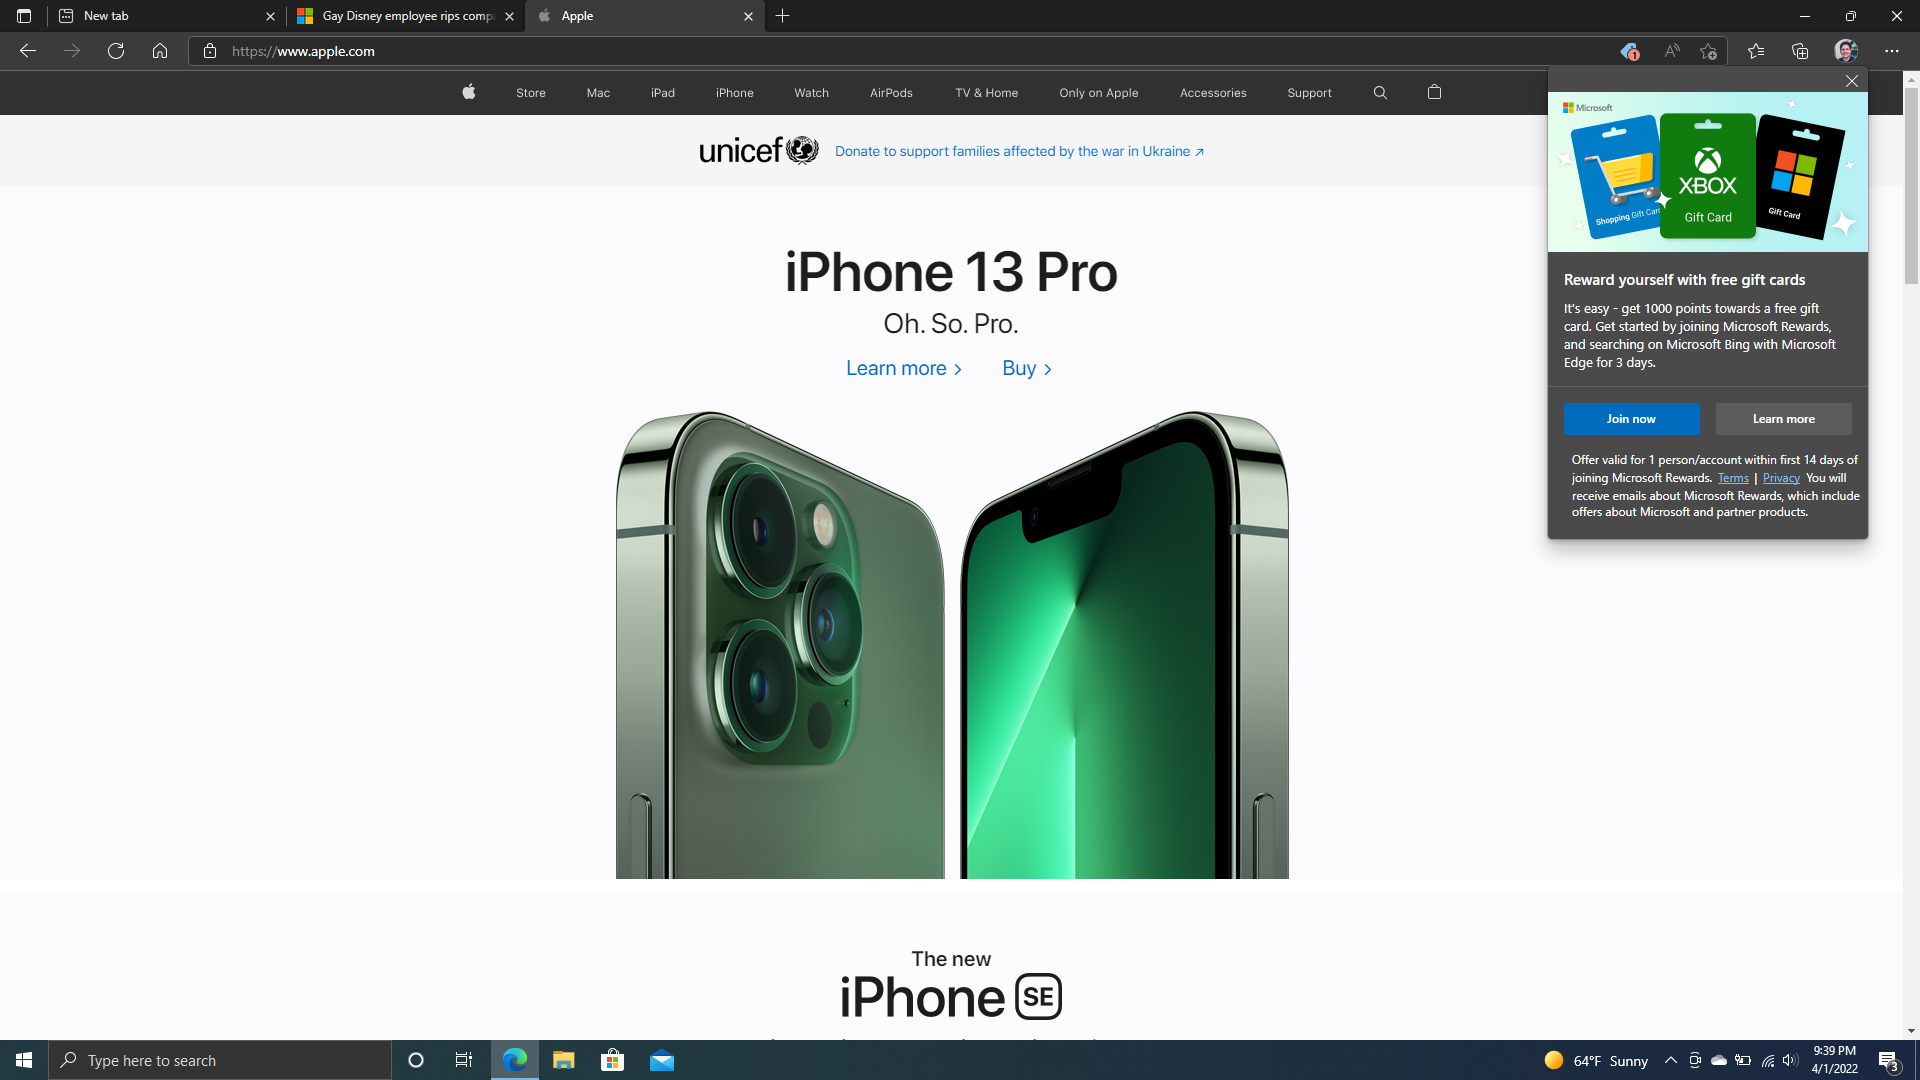 New tab
Gay Disney employee rips comp
Apple
https://www.apple.com
1
Store Mac iPad iPhone Watch AirPods TV & Home Only on Apple Accessories Support
unicef Donate to support families affected by the war in Ukraine ↗
iPhone 13 Pro
Oh. So. Pro.
Learn more > Buy >
The new
iPhone SE
Microsoft
Shopping Gift Card
XBOX
Gift Card
Gift Card
Reward yourself with free gift cards
It's easy - get 1000 points towards a free gift
card. Get started by joining Microsoft Rewards,
and searching on Microsoft Bing with Microsoft
Edge for 3 days.
Join now Learn more
Offer valid for 1 person/account within first 14 days of
joining Microsoft Rewards. Terms | Privacy You will
receive emails about Microsoft Rewards, which include
offers about Microsoft and partner products.
Type here to search
64°F Sunny
9:39 PM
4/1/2022
3